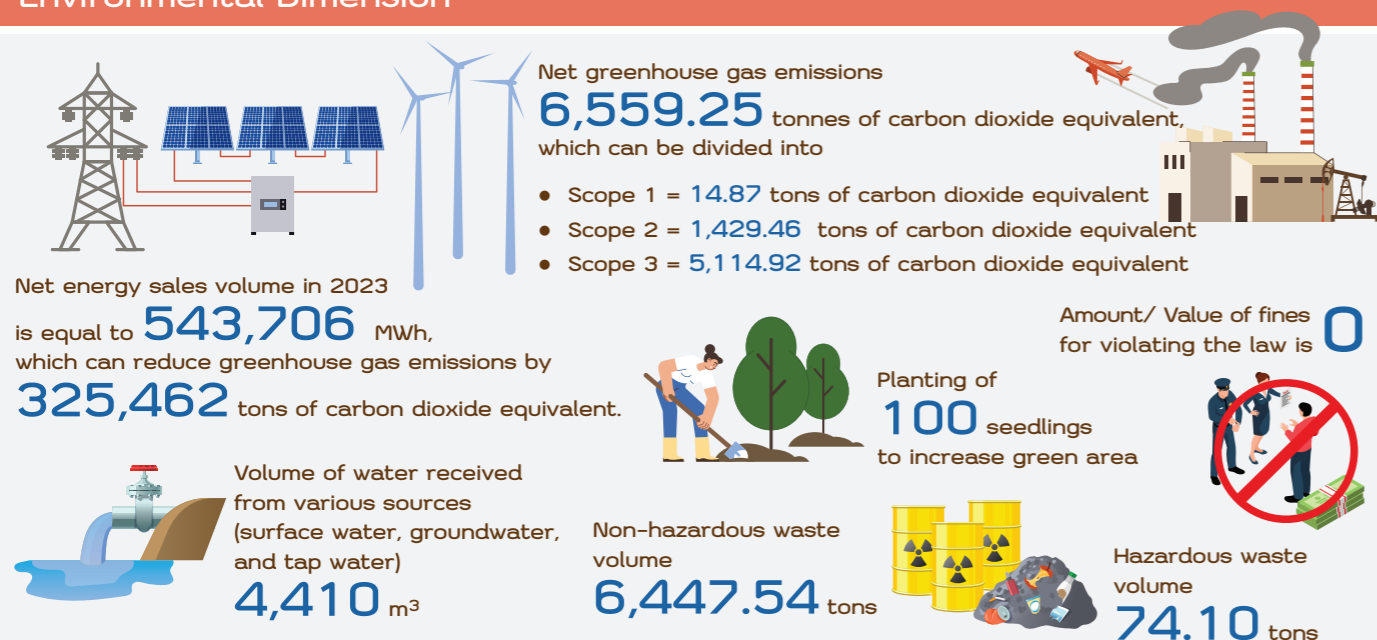 Environmental Dimension
Net greenhouse gas emissions
6,559.25 tonnes of carbon dioxide equivalent,
which can be divided into
• Scope 1 = 14.87 tons of carbon dioxide equivalent
• Scope 2 = 1,429.46 tons of carbon dioxide equivalent
• Scope 3 = 5,114.92 tons of carbon dioxide equivalent
Net energy sales volume in 2023
is equal to 543,706 MWh,
which can reduce greenhouse gas emissions by
325,462 tons of carbon dioxide equivalent.
Amount/ Value of fines
for violating the law is 0
Planting of
100 seedlings
to increase green area
Volume of water received
from various sources
(surface water, groundwater,
and tap water)
4,410 m³
Non-hazardous waste
volume
6,447.54 tons
Hazardous waste
volume
74.10 tons